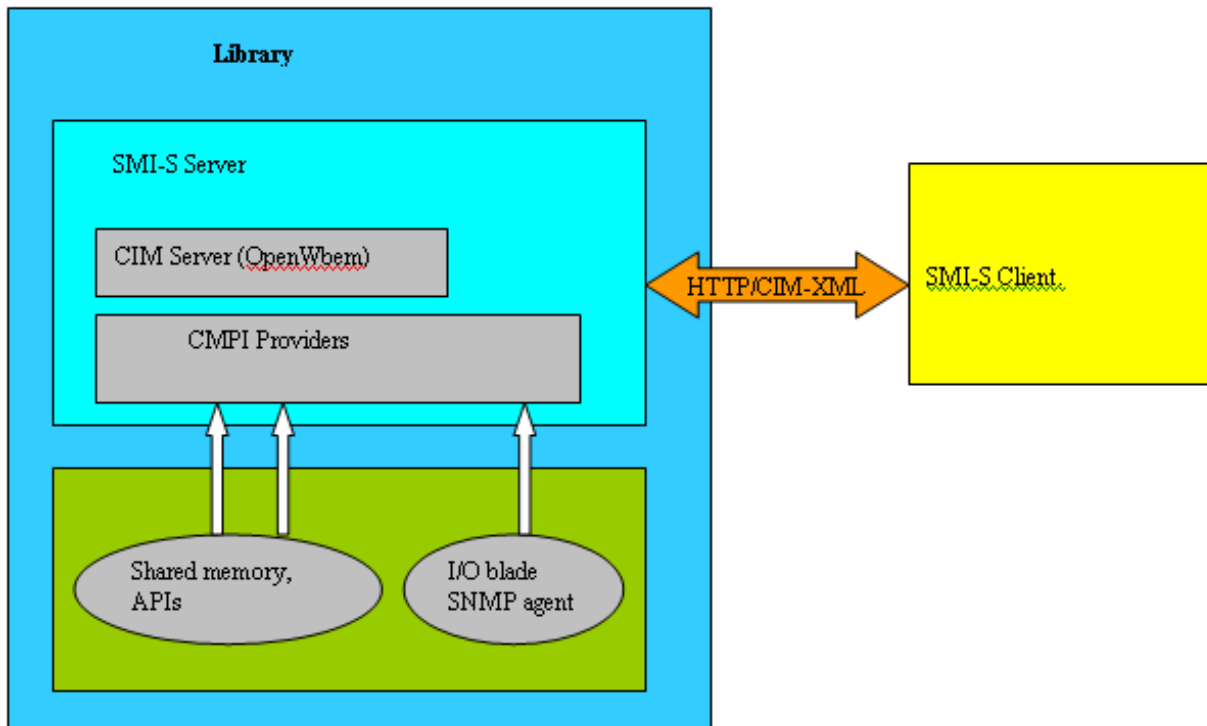 Library
SMI-S Server
CIM Server (OpenWbem)
CMPI Providers
HTTP/CIM-XML
SMI-S Client.
Shared memory,
APIs
I/O blade
SNMP agent